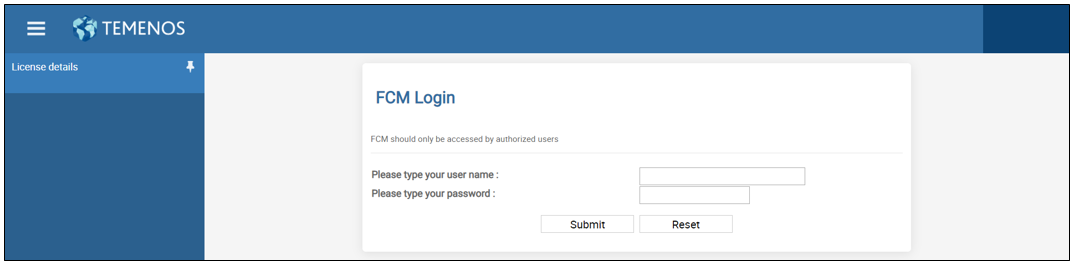 TEMENOS
License details
FCM Login
FCM should only be accessed by authorized users
Please type your user name :
Please type your password :
Submit Reset